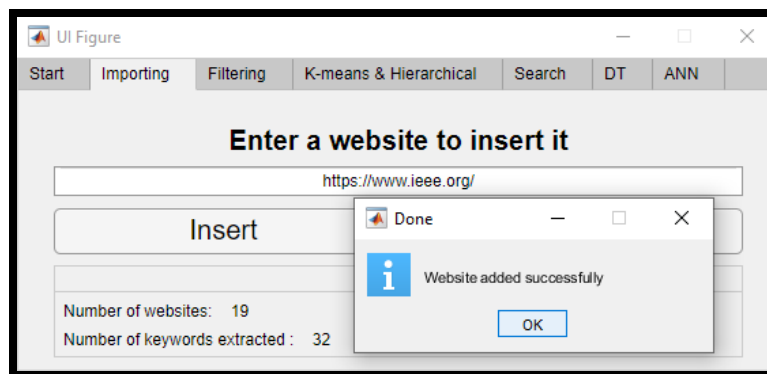 UI Figure
Start Importing Filtering K-means & Hierarchical Search DT ANN
Enter a website to insert it
https://www.ieee.org/
Insert
Done
Website added successfully
OK
Number of websites: 19
Number of keywords extracted : 32